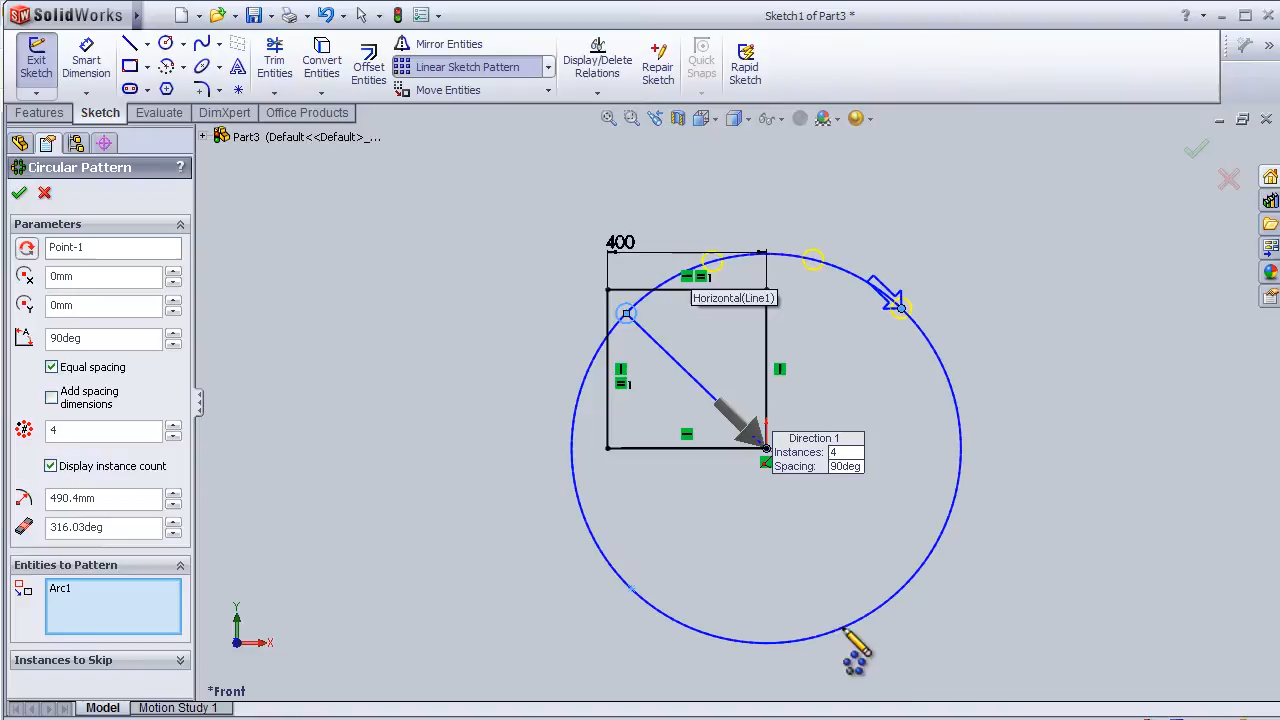 SW SolidWorks
Sketch1 of Part3 *
?
Exit Sketch
Smart Dimension
Trim Entities
Convert Entities
Offset Entities
Mirror Entities
Linear Sketch Pattern
Move Entities
Display/Delete Relations
Repair Sketch
Quick Snaps
Rapid Sketch
Features
Sketch
Evaluate
DimXpert
Office Products
Part3 (Default<<Default>_...
Circular Pattern
?
Parameters
Point-1
0mm
0mm
90deg
Equal spacing
Add spacing
dimensions
4
Display instance count
490.4mm
316.03deg
Entities to Pattern
Arc1
Instances to Skip
400
1
Horizontal(Line1)
1
Direction 1
Instances: 4
Spacing: 90deg
Y
X
*Front
Model
Motion Study 1